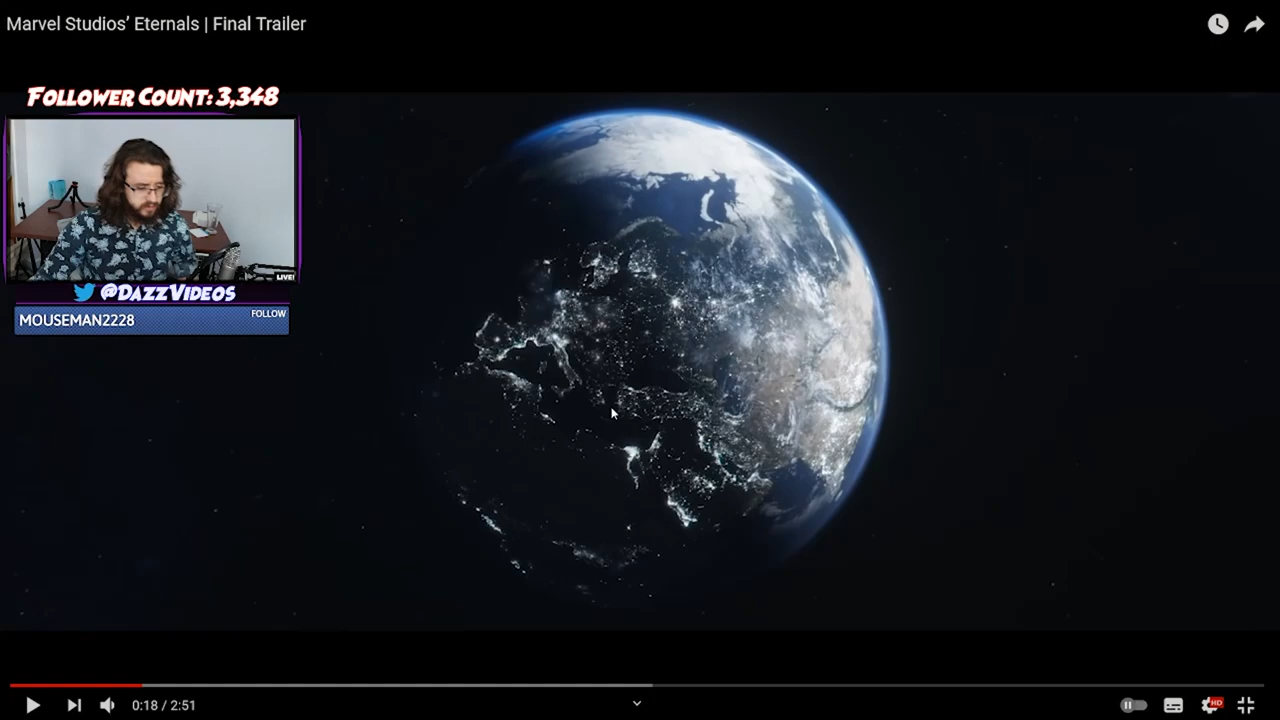 Marvel Studios’ Eternals | Final Trailer
FOLLOWER COUNT: 3,348
LIVE!
@DAZZVIDEOS
MOUSEMAN2228
FOLLOW
0:18 / 2:51
HD